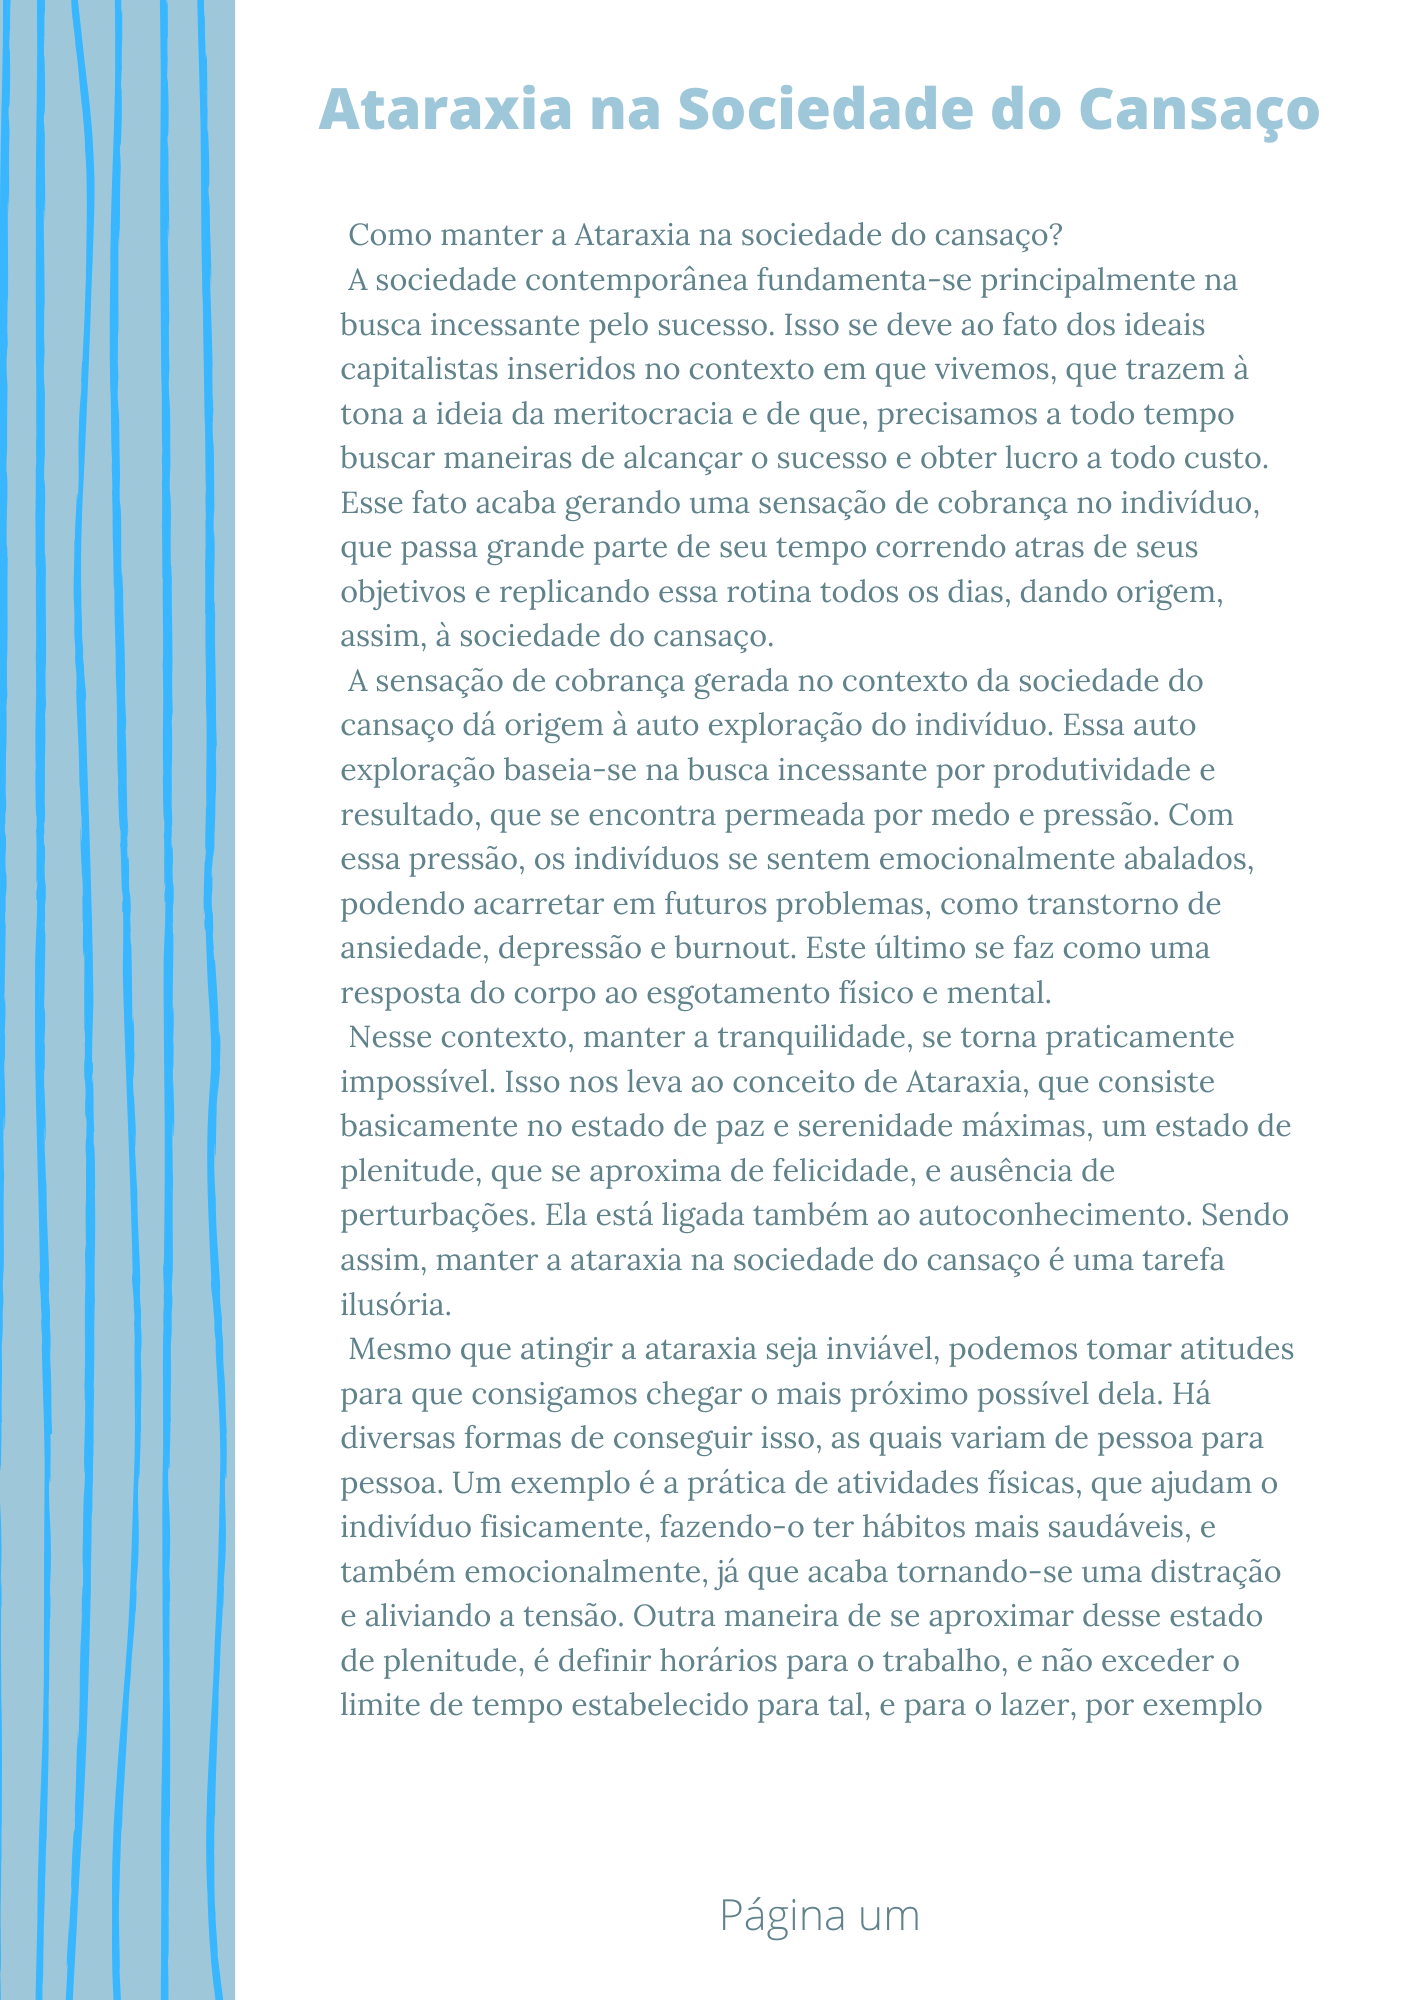 Ataraxia na Sociedade do Cansaço
Como manter a Ataraxia na sociedade do cansaço?
A sociedade contemporânea fundamenta-se principalmente na
busca incessante pelo sucesso. Isso se deve ao fato dos ideais
capitalistas inseridos no contexto em que vivemos, que trazem à
tona a ideia da meritocracia e de que, precisamos a todo tempo
buscar maneiras de alcançar o sucesso e obter lucro a todo custo.
Esse fato acaba gerando uma sensação de cobrança no indivíduo,
que passa grande parte de seu tempo correndo atras de seus
objetivos e replicando essa rotina todos os dias, dando origem,
assim, à sociedade do cansaço.
A sensação de cobrança gerada no contexto da sociedade do
cansaço dá origem à auto exploração do indivíduo. Essa auto
exploração baseia-se na busca incessante por produtividade e
resultado, que se encontra permeada por medo e pressão. Com
essa pressão, os indivíduos se sentem emocionalmente abalados,
podendo acarretar em futuros problemas, como transtorno de
ansiedade, depressão e burnout. Este último se faz como uma
resposta do corpo ao esgotamento físico e mental.
Nesse contexto, manter a tranquilidade, se torna praticamente
impossível. Isso nos leva ao conceito de Ataraxia, que consiste
basicamente no estado de paz e serenidade máximas, um estado de
plenitude, que se aproxima de felicidade, e ausência de
perturbações. Ela está ligada também ao autoconhecimento. Sendo
assim, manter a ataraxia na sociedade do cansaço é uma tarefa
ilusória.
Mesmo que atingir a ataraxia seja inviável, podemos tomar atitudes
para que consigamos chegar o mais próximo possível dela. Há
diversas formas de conseguir isso, as quais variam de pessoa para
pessoa. Um exemplo é a prática de atividades físicas, que ajudam o
indivíduo fisicamente, fazendo-o ter hábitos mais saudáveis, e
também emocionalmente, já que acaba tornando-se uma distração
e aliviando a tensão. Outra maneira de se aproximar desse estado
de plenitude, é definir horários para o trabalho, e não exceder o
limite de tempo estabelecido para tal, e para o lazer, por exemplo
Página um